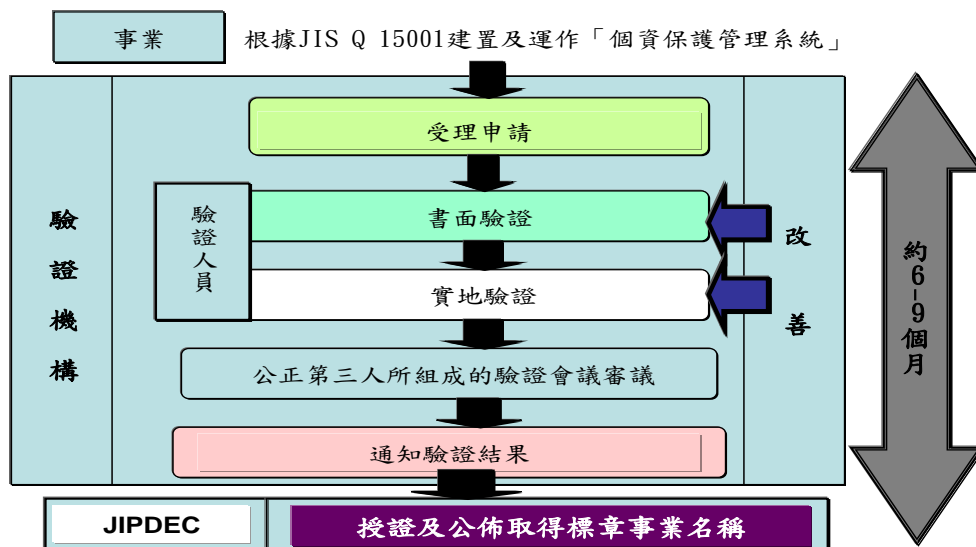 事業
根據JIS Q 15001建置及運作「個資保護管理系統」
受理申請
驗證機構
驗證人員
書面驗證
實地驗證
改善
約6-9個月
公正第三人所組成的驗證會議審議
通知驗證結果
JIPDEC
授證及公佈取得標章事業名稱